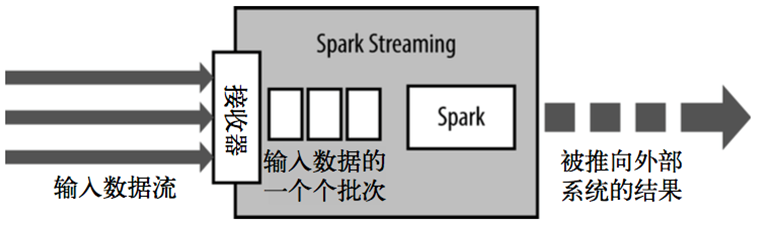 Spark Streaming
接收器
Spark
输入数据流
输入数据的
一个个批次
被推向外部
系统的结果